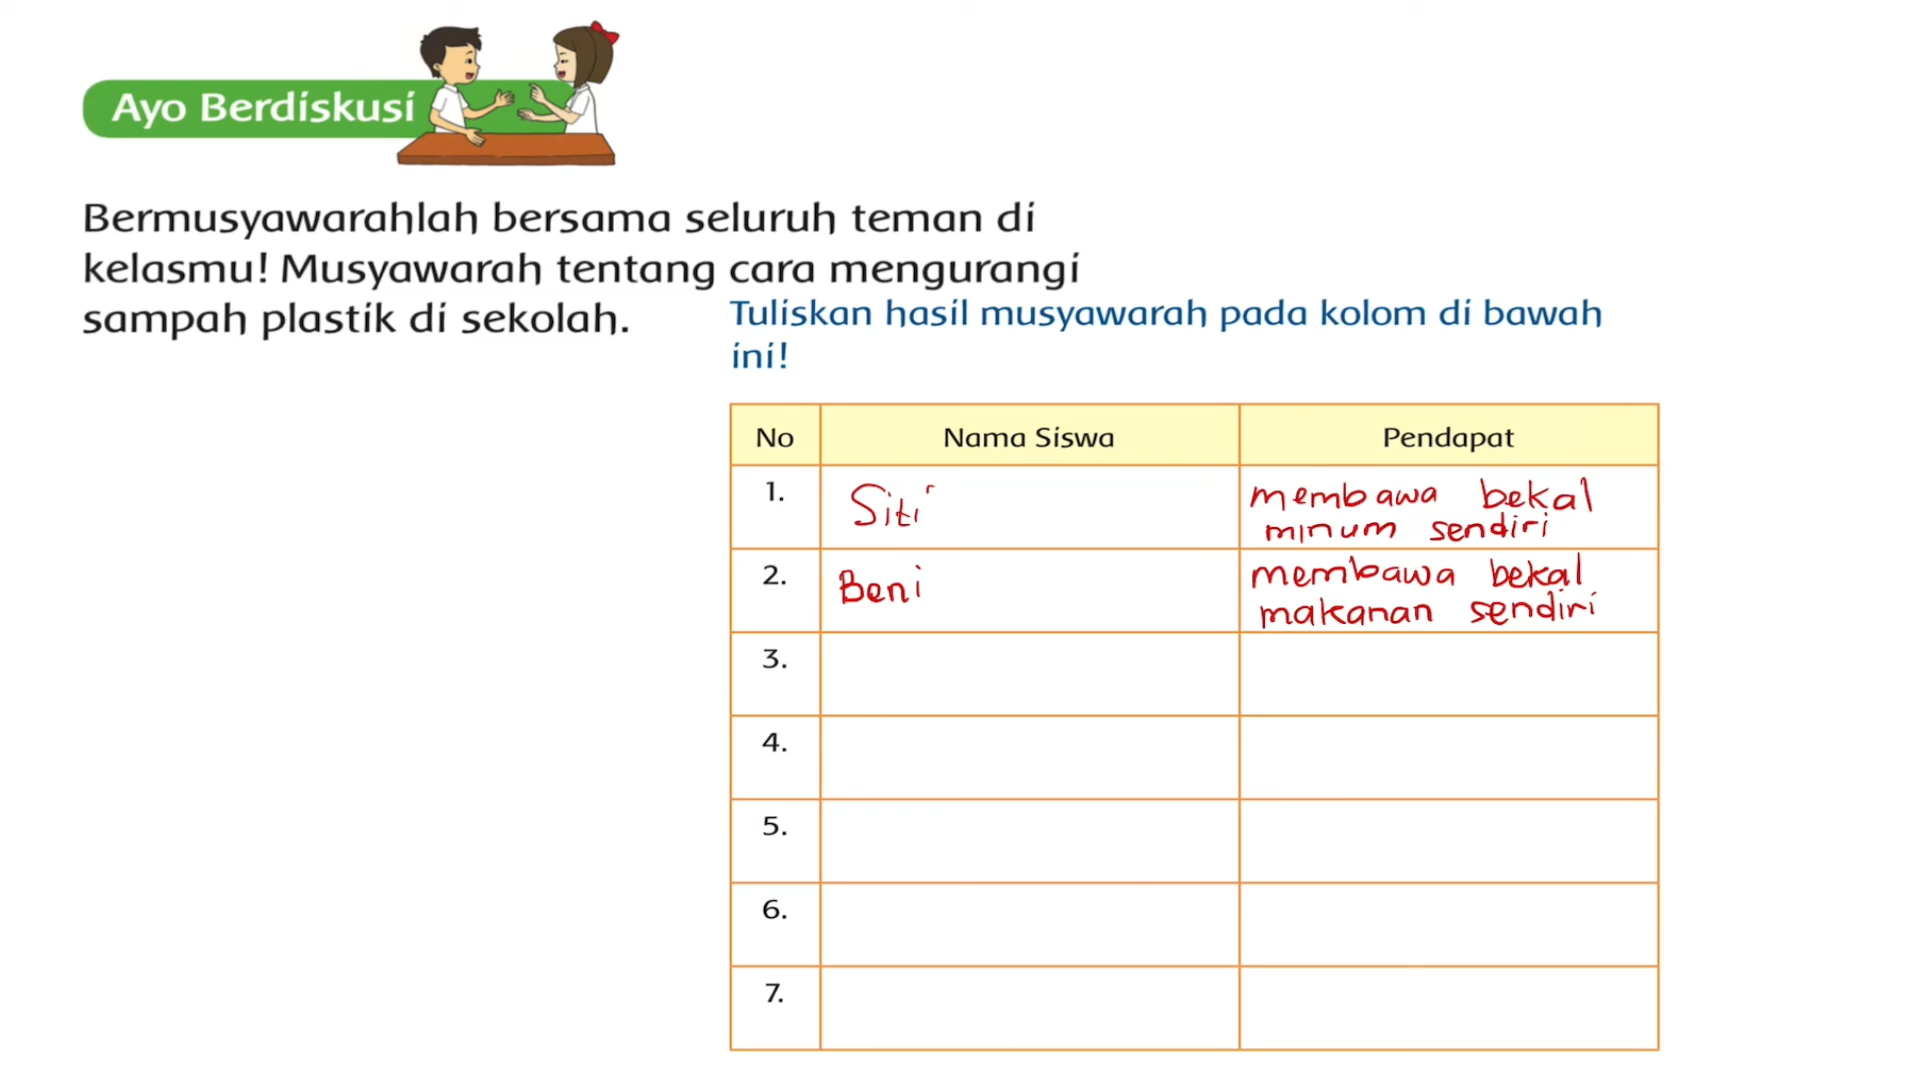 Ayo Berdiskusi
Bermusyawarahlah bersama seluruh teman di
kelasmu! Musyawarah tentang cara mengurangi
sampah plastik di sekolah.
Tuliskan hasil musyawarah pada kolom di bawah
ini!
No Nama Siswa Pendapat
1. Siti membawa bekal
minum sendiri
2. Beni membawa bekal
makanan sendiri
3.
4.
5.
6.
7.